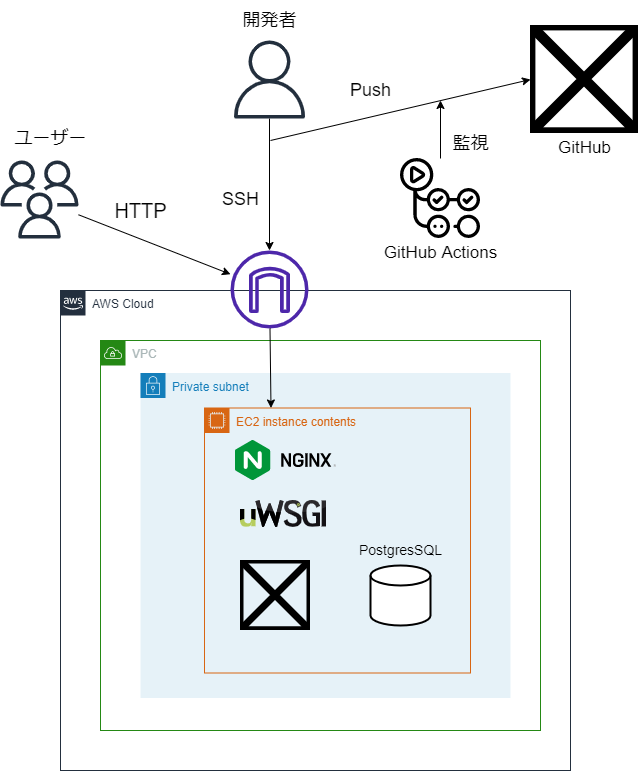 開発者
Push
GitHub
ユーザー
監視
SSH
HTTP
GitHub Actions
aws
AWS Cloud
VPC
Private subnet
EC2 instance contents
N
NGINX
uWSGI
PostgresSQL